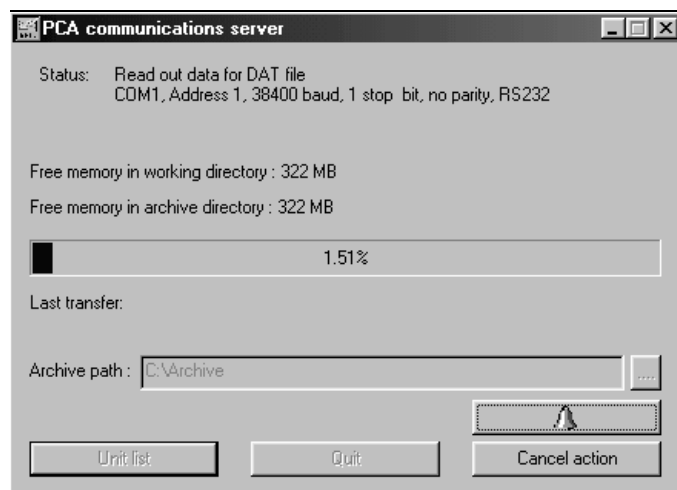 PCA communications server
Status: Read out data for DAT file
COM1, Address 1, 38400 baud, 1 stop bit, no parity, RS232
Free memory in working directory : 322 MB
Free memory in archive directory : 322 MB
1.51%
Last transfer:
Archive path : C:\Archive ....
Unit list Quit Cancel action